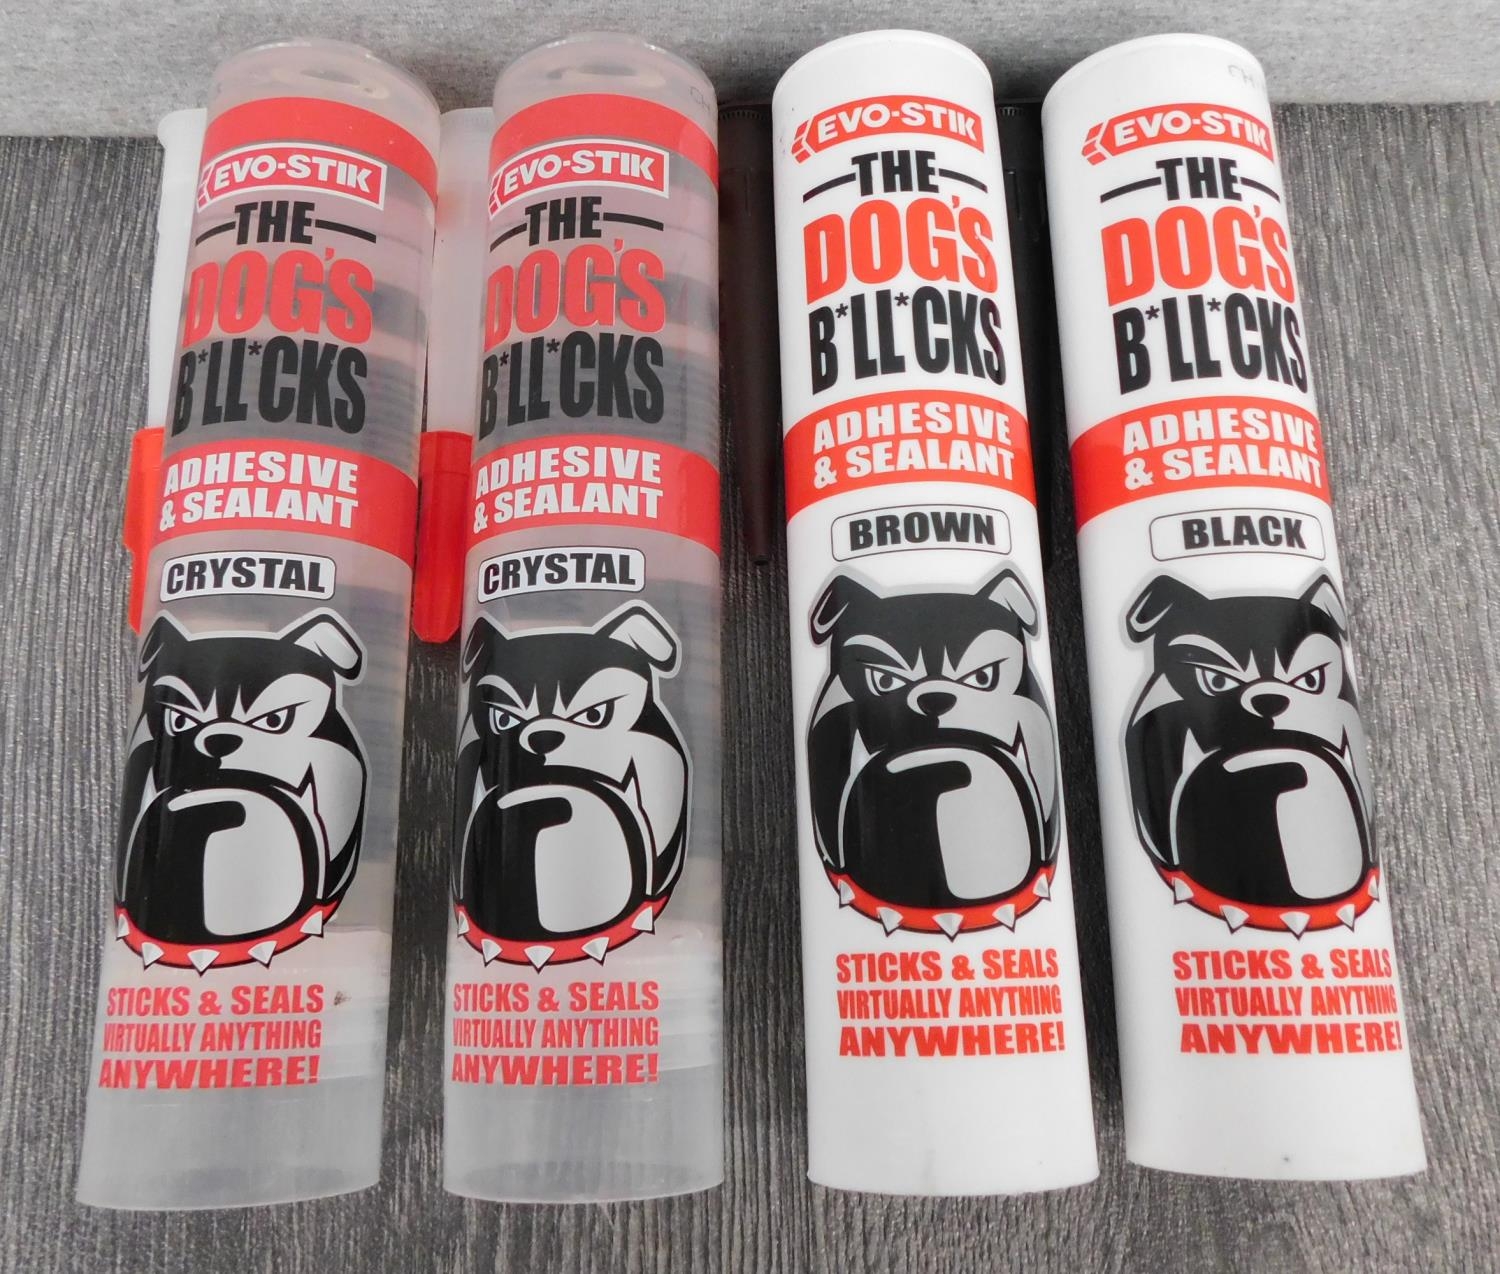 EVO-STIK
THE
DOG'S
B*LL*CKS
ADHESIVE
& SEALANT
CRYSTAL
STICKS & SEALS
VIRTUALLY ANYTHING
ANYWHERE!
EVO-STIK
THE
DOG'S
B*LL*CKS
ADHESIVE
& SEALANT
CRYSTAL
STICKS & SEALS
VIRTUALLY ANYTHING
ANYWHERE!
EVO-STIK
THE
DOG'S
B*LL*CKS
ADHESIVE
& SEALANT
BROWN
STICKS & SEALS
VIRTUALLY ANYTHING
ANYWHERE!
EVO-STIK
THE
DOG'S
B*LL*CKS
ADHESIVE
& SEALANT
BLACK
STICKS & SEALS
VIRTUALLY ANYTHING
ANYWHERE!